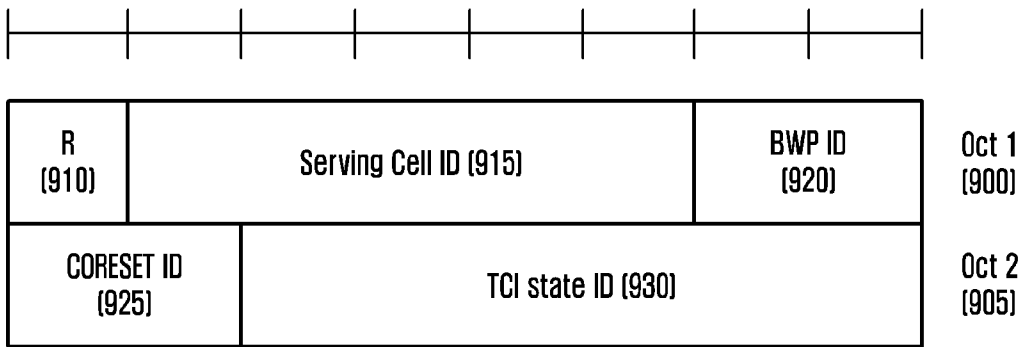 R
(910)
Serving Cell ID (915)
BWP ID
(920)
Oct 1
(900)
CORESET ID
(925)
TCI state ID (930)
Oct 2
(905)